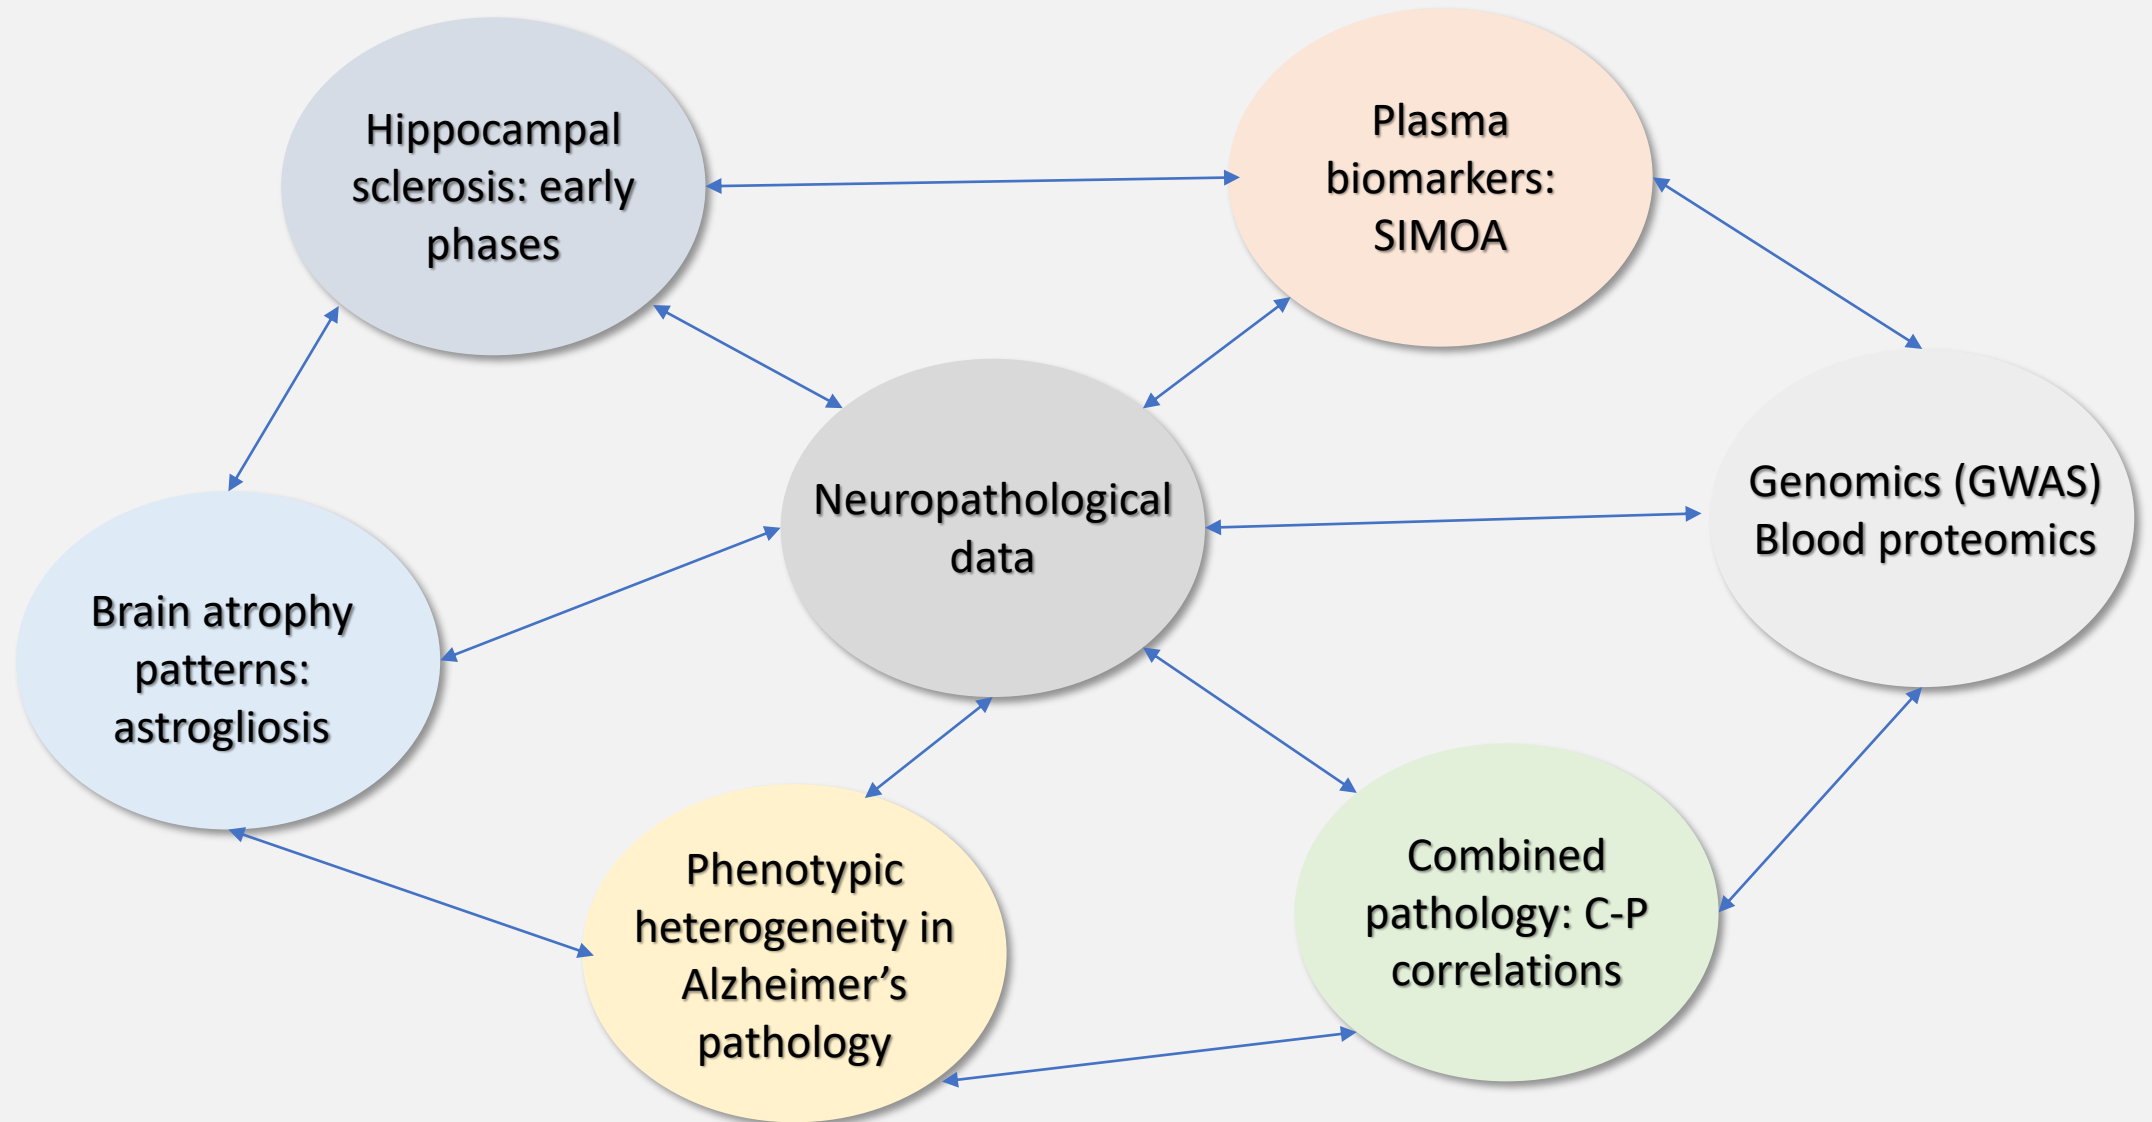 Hippocampal
sclerosis: early
phases
Plasma
biomarkers:
SIMOA
Neuropathological
data
Genomics (GWAS)
Blood proteomics
Brain atrophy
patterns:
astrogliosis
Phenotypic
heterogeneity in
Alzheimer’s
pathology
Combined
pathology: C-P
correlations